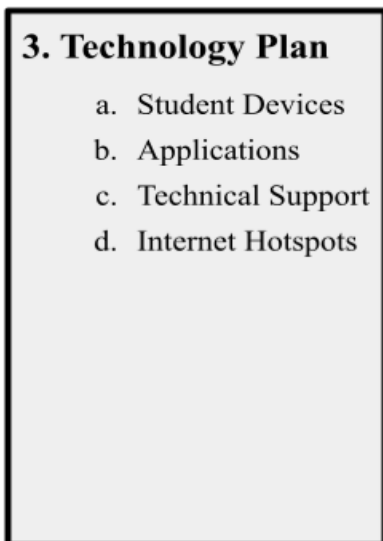 3. Technology Plan
a. Student Devices
b. Applications
c. Technical Support
d. Internet Hotspots